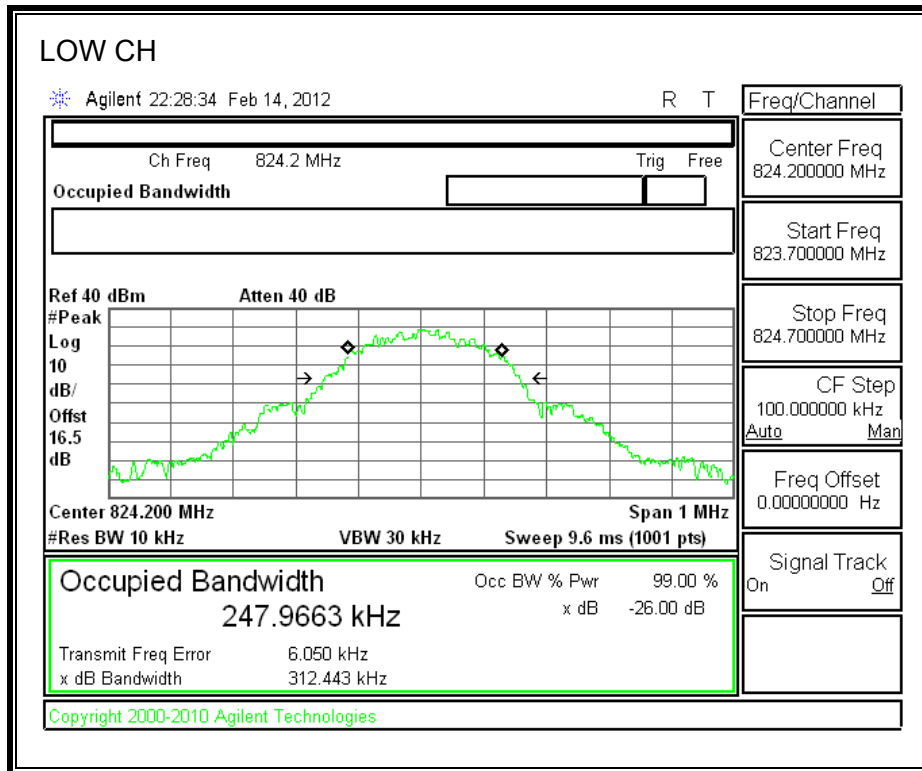 LOW CH
Agilent 22:28:34 Feb 14, 2012 R T
Freq/Channel
Ch Freq 824.2 MHz Trig Free
Occupied Bandwidth
Center Freq
824.200000 MHz
Start Freq
823.700000 MHz
Stop Freq
824.700000 MHz
CF Step
100.000000 kHz
Auto Man
Freq Offset
0.00000000 Hz
Signal Track
On Off
Ref 40 dBm Atten 40 dB
#Peak
Log
10
dB/
Offst
16.5
dB
Center 824.200 MHz Span 1 MHz
#Res BW 10 kHz VBW 30 kHz Sweep 9.6 ms (1001 pts)
Occupied Bandwidth Occ BW % Pwr 99.00 %
247.9663 kHz x dB -26.00 dB
Transmit Freq Error 6.050 kHz
x dB Bandwidth 312.443 kHz
Copyright 2000-2010 Agilent Technologies